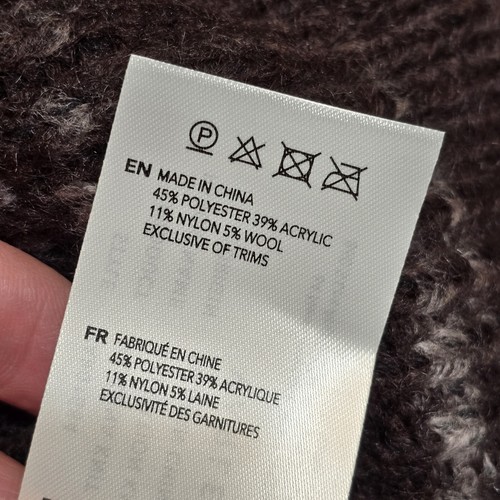 P
EN MADE IN CHINA
45% POLYESTER 39% ACRYLIC
11% NYLON 5% WOOL
EXCLUSIVE OF TRIMS
FR FABRIQUÉ EN CHINE
45% POLYESTER 39% ACRYLIQUE
11% NYLON 5% LAINE
EXCLUSIVITÉ DES GARNITURES